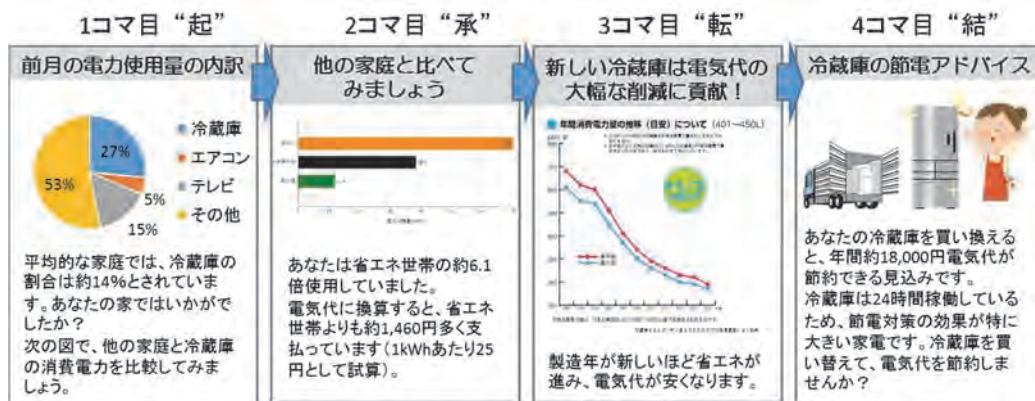 1コマ目 “起”
前月の電力使用量の内訳
27%
53%
5%
15%
冷蔵庫
エアコン
テレビ
その他
平均的な家庭では、冷蔵庫の
割合は約14%とされていま
す。あなたの家ではいかがで
したか？
次の図で、他の家庭と冷蔵庫
の消費電力を比較してみま
しょう。
2コマ目 “承”
他の家庭と比べて
みましょう
あなたは省エネ世帯の約6.1
倍使用していました。
電気代に換算すると、省エネ
世帯よりも約1,460円多く支
払っています（1kWhあたり25
円として試算）。
3コマ目 “転”
新しい冷蔵庫は電気代の
大幅な削減に貢献！
年間消費電力量の推移（目安）について（401～450L）
製造年が新しいほど省エネが
進み、電気代が安くなります。
4コマ目 “結”
冷蔵庫の節電アドバイス
あなたの冷蔵庫を買い換える
と、年間約18,000円電気代が
節約できる見込みです。
冷蔵庫は24時間稼働している
ため、節電対策の効果が特に
大きい家電です。冷蔵庫を買
い替えて、電気代を節約しま
せんか？